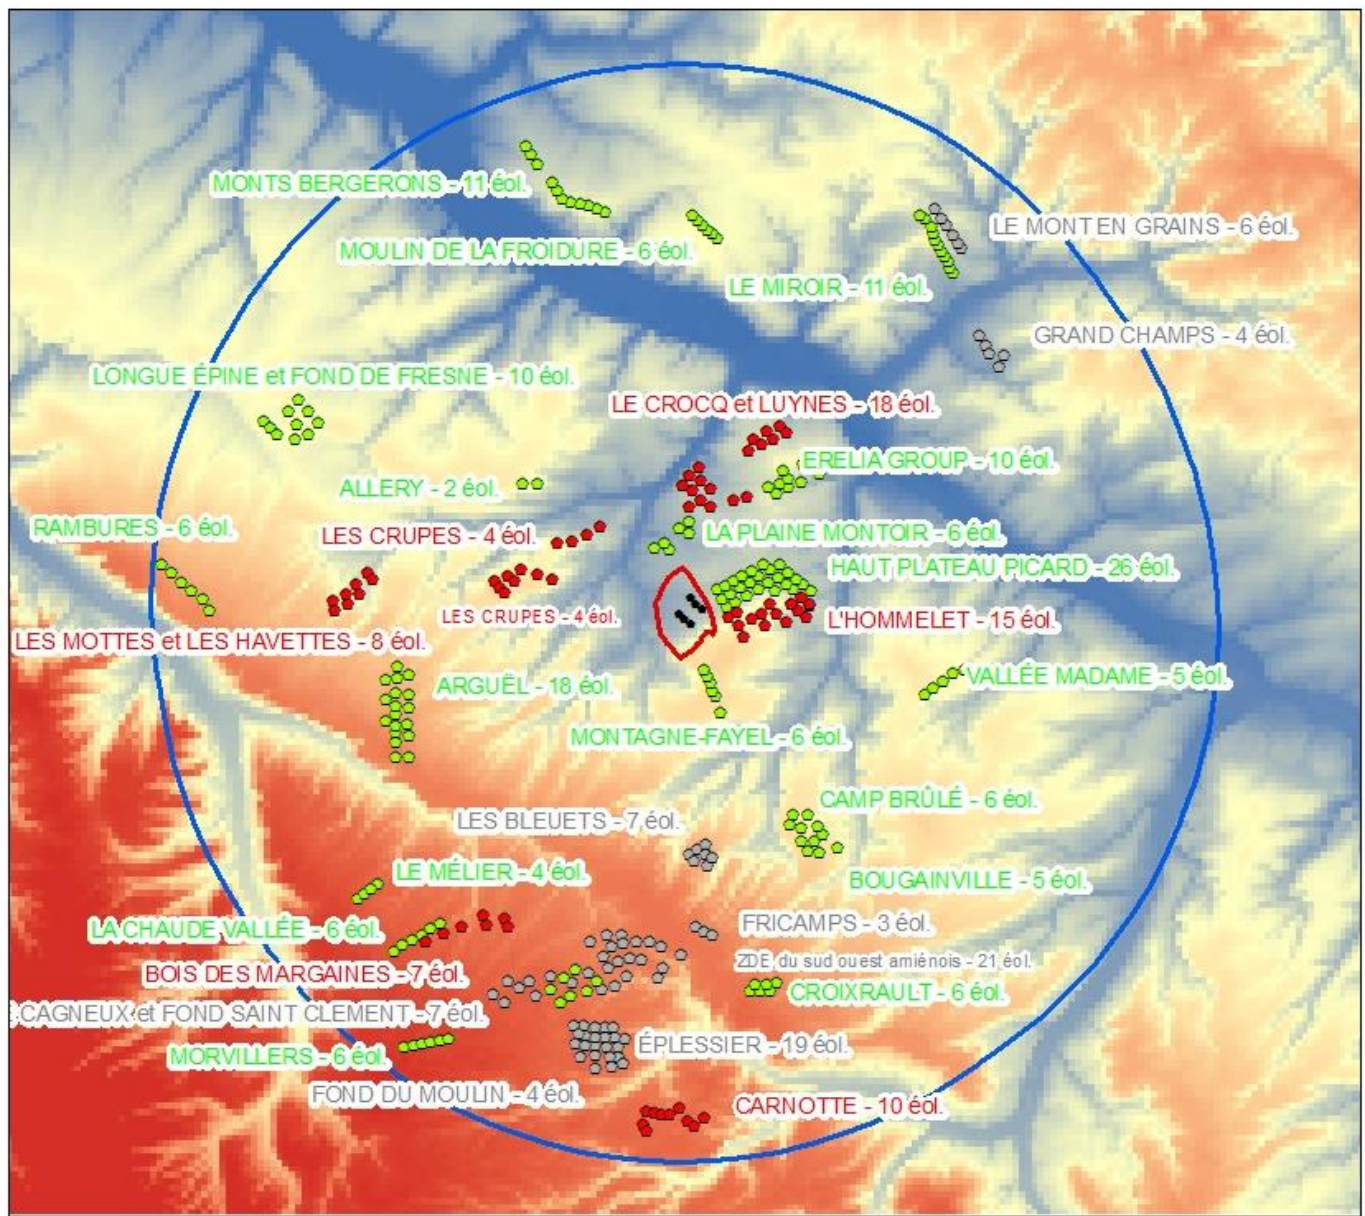 MONTS BERGERONS - 11 éol.
LE MONT EN GRAINS - 6 éol.
MOULIN DE LA FROIDURE - 6 éol.
LE MIROIR - 11 éol.
GRAND CHAMPS - 4 éol.
LONGUE ÉPINE et FOND DE FRESNE - 10 éol.
LE CROCQ et LUYNES - 18 éol.
ERELIA GROUP - 10 éol.
ALLERY - 2 éol.
RAMBURES - 6 éol.
LES CRUPES - 4 éol.
LA PLAINE MONTOIR - 6 éol.
HAUT PLATEAU PICARD - 26 éol.
LES CRUPES - 4 éol.
L'HOMMELET - 15 éol.
LES MOTTES et LES HAVETTES - 8 éol.
ARGUËL - 18 éol.
VALLÉE MADAME - 5 éol.
MONTAGNE-FAYEL - 6 éol.
CAMP BRÛLÉ - 6 éol.
LES BLEUETS - 7 éol.
LE MÉLIER - 4 éol.
BOUGAINVILLE - 5 éol.
LA CHAUDE VALLÉE - 6 éol.
FRICAMPS - 3 éol.
ZDE du sud ouest amiénois - 21 éol.
BOIS DES MARGAINES - 7 éol.
CROIXRAULT - 6 éol.
CAGNEUX et FOND SAINT CLEMENT - 7 éol.
ÉPLESSIER - 19 éol.
MORVILLERS - 6 éol.
FOND DU MOULIN - 4 éol.
CARNOTTE - 10 éol.